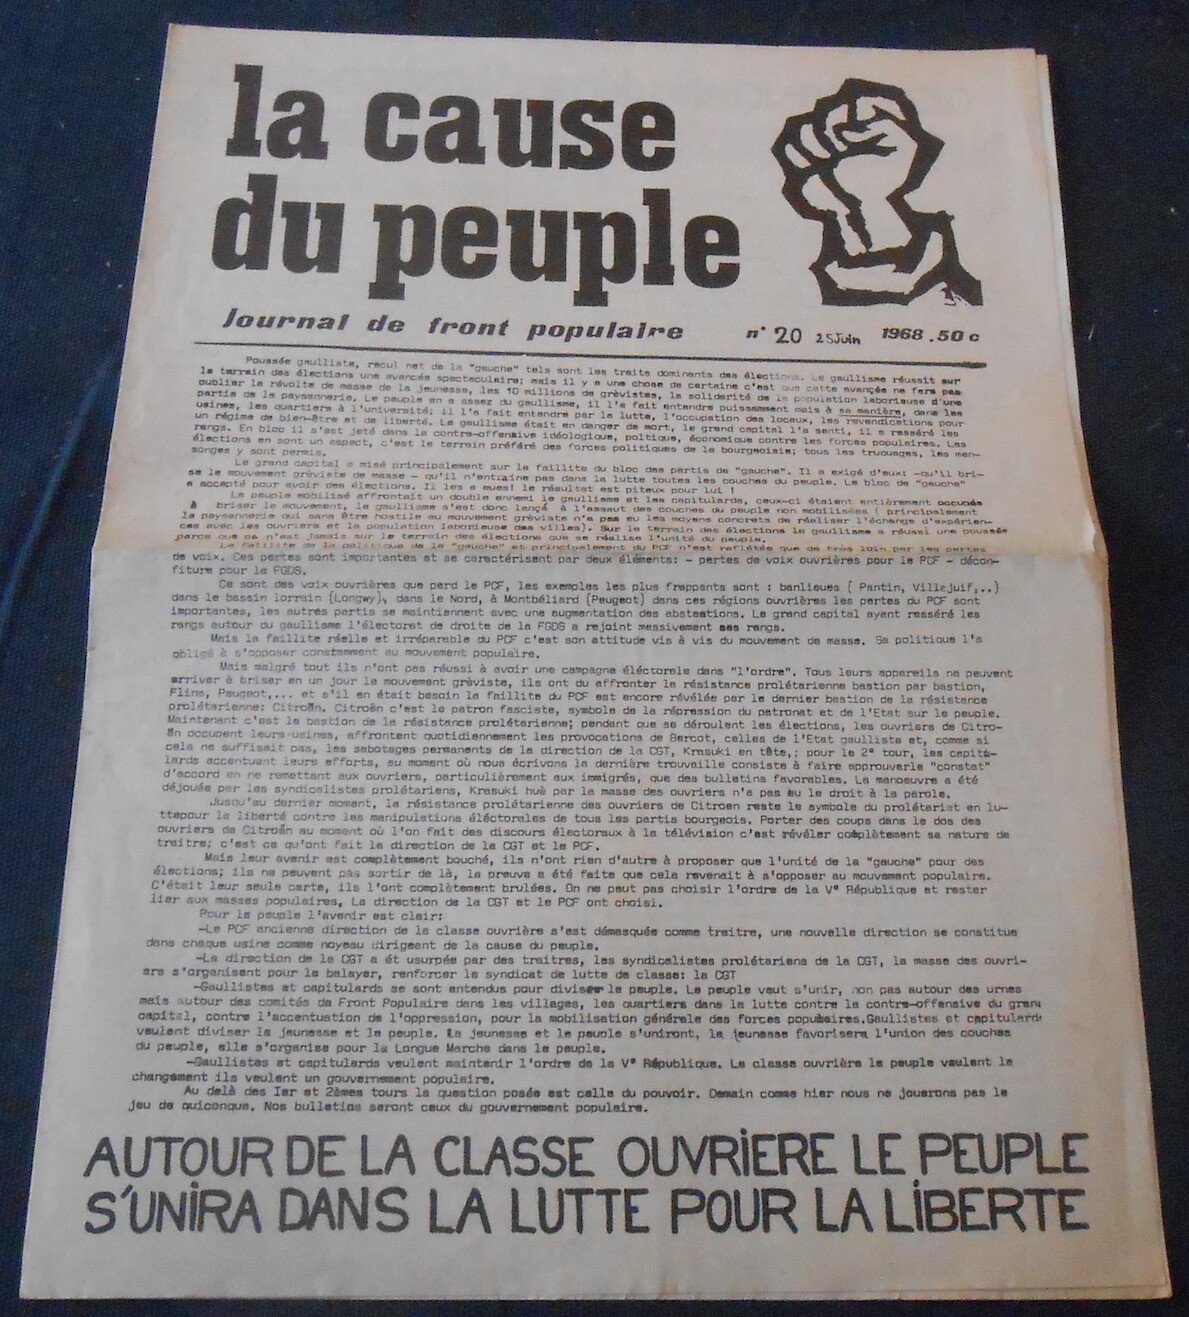 la cause
du peuple
journal de front populaire n° 20 25 Juin 1968.50c
Poussée gaulliste, recul net de la "gauche" tels sont les traits dominants des élections. Le gaullisme réussit sur
le terrain des élections une avancée spectaculaire; mais il y a une chose de certaine c'est que cette avancée ne fera pas
oublier la révolte de masse de la jeunesse, les 10 millions de grévistes, la solidarité de la population laborieuse d'une
partie de la paysannerie. Le peuple en a assez du gaullisme, il l'a fait entendre puissamment mais à sa manière, dans les
usines, les quartiers à l'université; il l'a fait entendre par la lutte, l'occupation des locaux, les revendications pour
un régime de bien-être et de liberté. Le gaullisme était en danger de mort, le grand capital l'a senti, il a resséré les
rangs. En bloc il s'est jeté dans la contre-offensive idéologique, poltique, économique contre les forces populaires. Les
élections en sont un aspect, c'est le terrain préféré des forces politiques de la bourgeoisie; tous les trucuages, les men-
songes y sont permis.
Le grand capital a misé principalement sur la faillite du bloc des partis de "gauche". Il a exigé d'eux: -qu'il bri-
se le mouvement gréviste de masse - qu'il n'entraine pas dans la lutte toutes les couches du peuple. Le bloc de "gauche"
a accepté pour avoir des élections. Il les a eues! le résultat est piteux pour lui !
Le peuple mobilisé affrontait un double ennemi le gaullisme et les capitulards, ceux-ci étaient entièrement occupés
à briser le mouvement, le gaullisme s'est donc lançé à l'assaut des couches du peuple non mobilisées ( principalement
la paysannerie qui sans être hostile au mouvement gréviste n'a pas eu les moyens concrets de réaliser l'échange d'expérien-
ces avec les ouvriers et la population laborieuse des villes). Sur le terrain des élections le gaullisme a réussi une poussée
parce que ce n'est jamais sur le terrain des élections que se réalise l'unité du peuple.
La faillite de la politique de la "gauche" et principalement du PCF n'est reflétée que de très loin par les pertes
de voix. Ces pertes sont importantes et se caractérisent par deux éléments: - pertes de voix ouvrières pour le PCF - décon-
fiture pour la FGDS.
Ce sont des voix ouvrières que perd le PCF, les exemples les plus frappants sont : banlieues ( Pantin, Villejuif,..)
dans le bassin lorrain (Longwy), dans le Nord, à Montbéliard (Peugeot) dans ces régions ouvrières les pertes du PCF sont
importantes, les autres partis se maintiennent avec une augmentation des abstentions. Le grand capital ayant resséré les
rangs autour du gaullisme l'électorat de droite de la FGDS a rejoint massivement ses rangs.
Mais la faillite réelle et irréparable du PCF c'est son attitude vis à vis du mouvement de masse. Sa politique l'a
obligé à s'opposer constamment au mouvement populaire.
Mais malgré tout ils n'ont pas réussi à avoir une campagne éléctorale dans "l'ordre". Tous leurs appareils ne peuvent
arriver à briser en un jour le mouvement gréviste, ils ont du affronter la résistance prolétarienne bastion par bastion,
Flins, Peugeot,... et s'il en était besoin la faillite du PCF est encore révélée par le dernier bastion de la résistance
prolétarienne: Citroën. Citroën c'est le patron fasciste, symbole de la répression du patronat et de l'Etat sur le peuple.
Maintenant c'est le bastion de la résistance prolétarienne; pendant que se déroulent les élections, les ouvriers de Citro-
ën occupent leurs usines, affrontent quotidiennement les provocations de Bercot, celles de l'Etat gaulliste et, comme si
cela ne suffisait pas, les sabotages permanents de la direction de la CGT, Krasuki en tête,; pour le 2° tour, les capitu-
lards accentuent leurs efforts, au moment où nous écrivons la dernière trouvaille consiste à faire approuverle "constat"
d'accord en ne remettant aux ouvriers, particulièrement aux immigrés, que des bulletins favorables. La manoeuvre a été
déjouée par les syndicalistes prolétariens, Krasuki hué par la masse des ouvriers n'a pas eu le droit à la parole.
Jusqu'au dernier moment, la résistance prolétarienne des ouvriers de Citroen reste le symbole du prolétariat en lu-
ttepour la liberté contre les manipulations éléctorales de tous les partis bourgeois. Porter des coups dans le dos des
ouvriers de Citroën au moment où l'on fait des discours électoraux à la télévision c'est révéler complètement sa nature de
traitre; c'est ce qu'ont fait la direction de la CGT et le PCF.
Mais leur avenir est complètement bouché, ils n'ont rien d'autre à proposer que l'unité de la "gauche" pour des
élections; ils ne peuvent pas sortir de là, la preuve a été faite que cela revenait à s'opposer au mouvement populaire.
C'était leur seule carte, ils l'ont complètement brulées. On ne peut pas choisir l'ordre de la V° République et rester
lier aux masses populaires. La direction de la CGT et le PCF ont choisi.
Pour le peuple l'avenir est clair:
-Le PCF ancienne direction de la classe ouvrière s'est démasquée comme traitre, une nouvelle direction se constitue
dans chaque usine comme noyau dirigeant de la cause du peuple.
-La direction de la CGT a ét usurpée par des traitres, les syndicalistes prolétariens de la CGT, la masse des ouvri-
ers s'organisent pour la balayer, renforcer le syndicat de lutte de classe: la CGT
-Gaullistes et capitulards se sont entendus pour diviser le peuple. Le peuple veut s'unir, non pas autour des urnes
mais autour des comités de Front Populaire dans les villages, les quartiers dans la lutte contre la contre-offensive du grand
capital, contre l'accentuation de l'oppression, pour la mobilisation générale des forces populaires.Gaullistes et capitulards
veulent diviser la jeunesse et le peuple. La jeunesse et le peuple s'uniront, la jeunesse favorisera l'union des couches
du peuple, elle s'organise pour la Longue Marche dans le peuple.
-Gaullistes et capitulards veulent maintenir l'ordre de la V° République. La classe ouvrière le peuple veulent le
changement ils veulent un gouvernement populaire.
Au delà des Ier et 2èmes tours la question posée est celle du pouvoir. Demain comme hier nous ne jouerons pas le
jeu de quiconque. Nos bulletins seront ceux du gouvernement populaire.
AUTOUR DE LA CLASSE OUVRIERE LE PEUPLE
S'UNIRA DANS LA LUTTE POUR LA LIBERTE